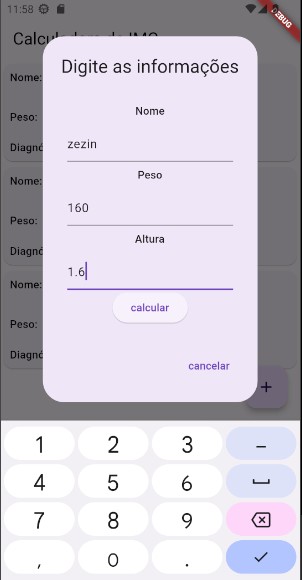 11:58
DEBUG
Calculadora de IMC
Digite as informações
Nome:
Peso:
Diagnó
Nome:
Peso:
Diagnó
Nome:
Peso:
Diagnó
Nome
zezin
Peso
160
Altura
1.6
calcular
cancelar
+
1 2 3 –
4 5 6
7 8 9
, 0 .